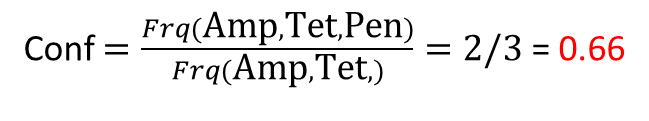 Conf = Frq(Amp,Tet,Pen) / Frq(Amp,Tet,) = 2/3 = 0.66